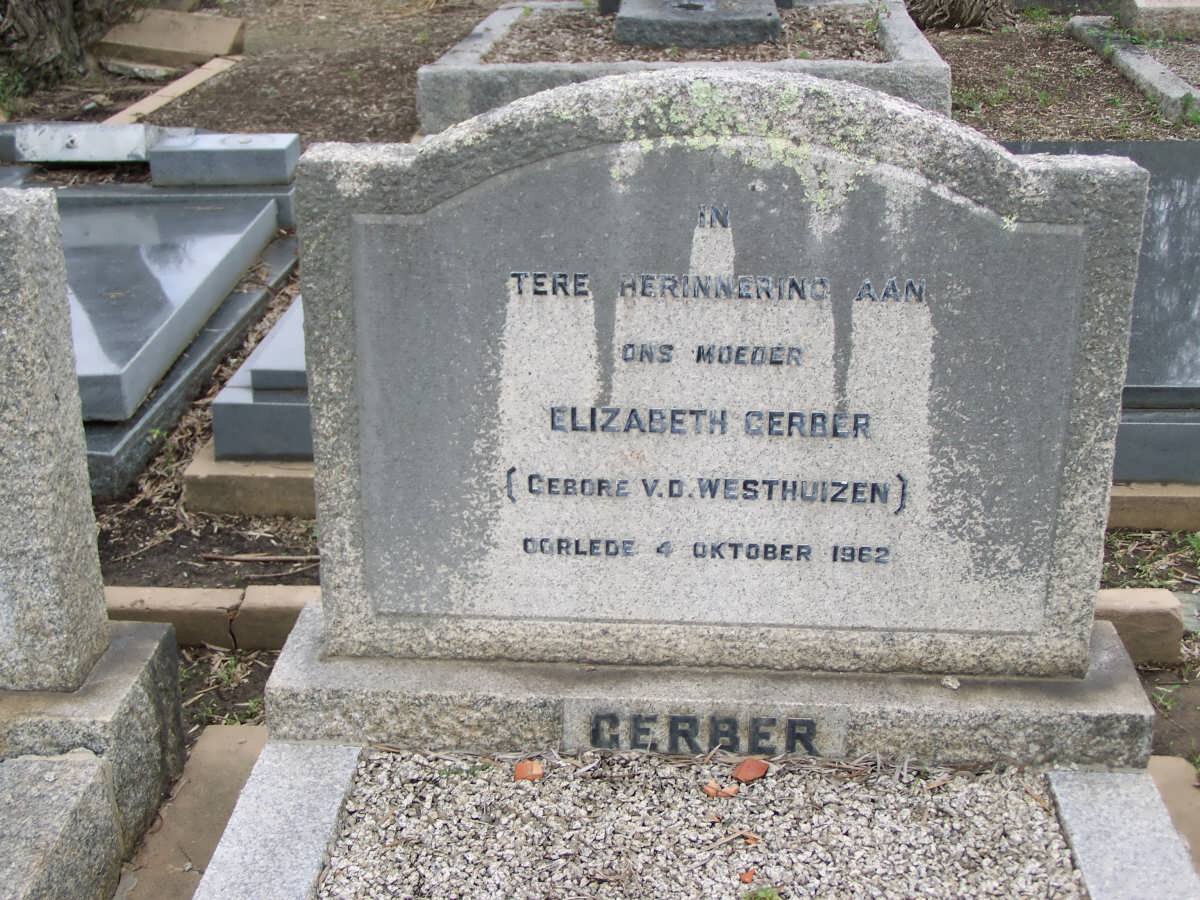 IN
TERE HERINNERING AAN
ONS MOEDER
ELIZABETH GERBER
(GEBORE V.D. WESTHUIZEN)
OORLEDE 4 OKTOBER 1962
GERBER